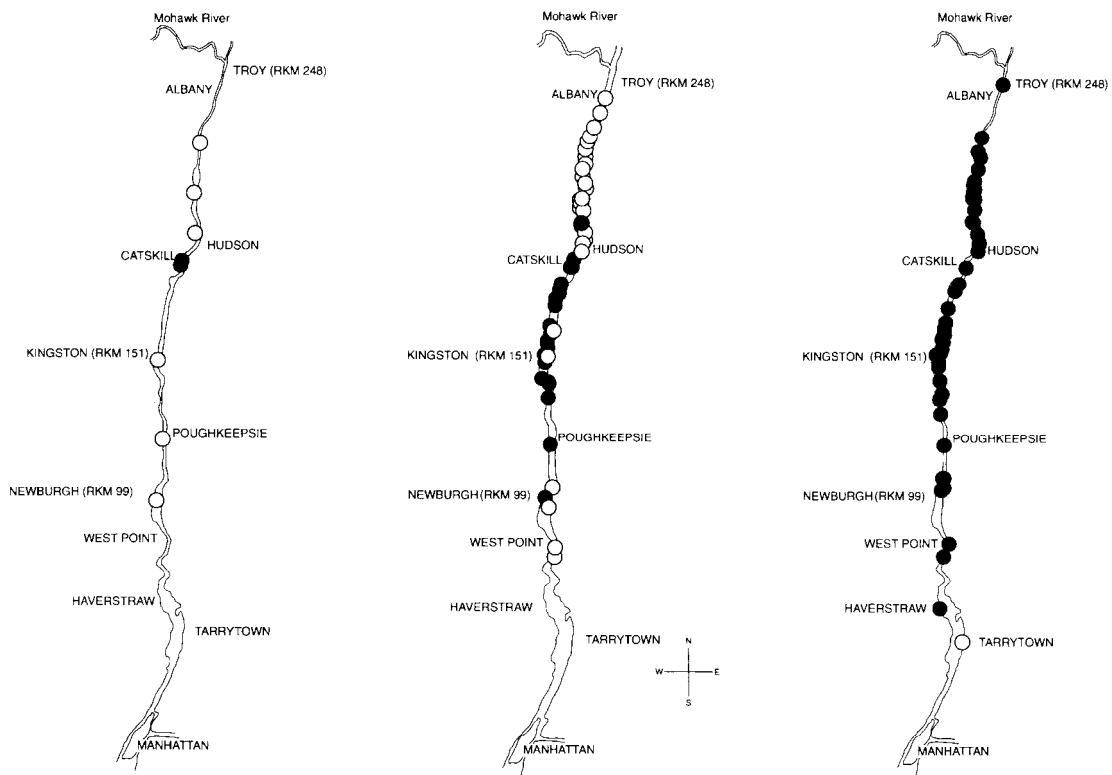 Mohawk River
TROY (RKM 248)
ALBANY
HUDSON
CATSKILL
KINGSTON (RKM 151)
POUGHKEEPSIE
NEWBURGH (RKM 99)
WEST POINT
HAVERSTRAW
TARRYTOWN
MANHATTAN
Mohawk River
TROY (RKM 248)
ALBANY
HUDSON
CATSKILL
KINGSTON (RKM 151)
POUGHKEEPSIE
NEWBURGH (RKM 99)
WEST POINT
HAVERSTRAW
TARRYTOWN
MANHATTAN
N
W E
S
Mohawk River
TROY (RKM 248)
ALBANY
HUDSON
CATSKILL
KINGSTON (RKM 151)
POUGHKEEPSIE
NEWBURGH (RKM 99)
WEST POINT
HAVERSTRAW
TARRYTOWN
MANHATTAN